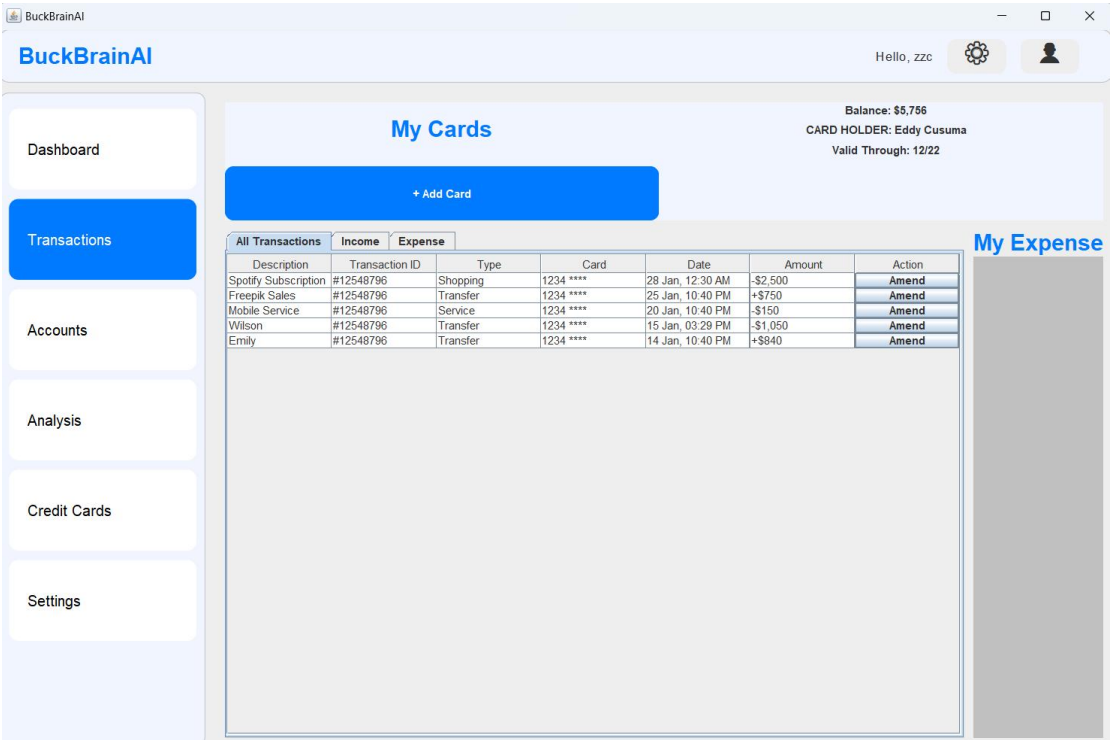 BuckBrainAI
BuckBrainAI
Hello, zzc
Dashboard
Transactions
Accounts
Analysis
Credit Cards
Settings
My Cards
Balance: $5,756
CARD HOLDER: Eddy Cusuma
Valid Through: 12/22
+ Add Card
All Transactions Income Expense
Description Transaction ID Type Card Date Amount Action
Spotify Subscription #12548796 Shopping 1234 **** 28 Jan, 12:30 AM -$2,500 Amend
Freepik Sales #12548796 Transfer 1234 **** 25 Jan, 10:40 PM +$750 Amend
Mobile Service #12548796 Service 1234 **** 20 Jan, 10:40 PM -$150 Amend
Wilson #12548796 Transfer 1234 **** 15 Jan, 03:29 PM -$1,050 Amend
Emily #12548796 Transfer 1234 **** 14 Jan, 10:40 PM +$840 Amend
My Expense